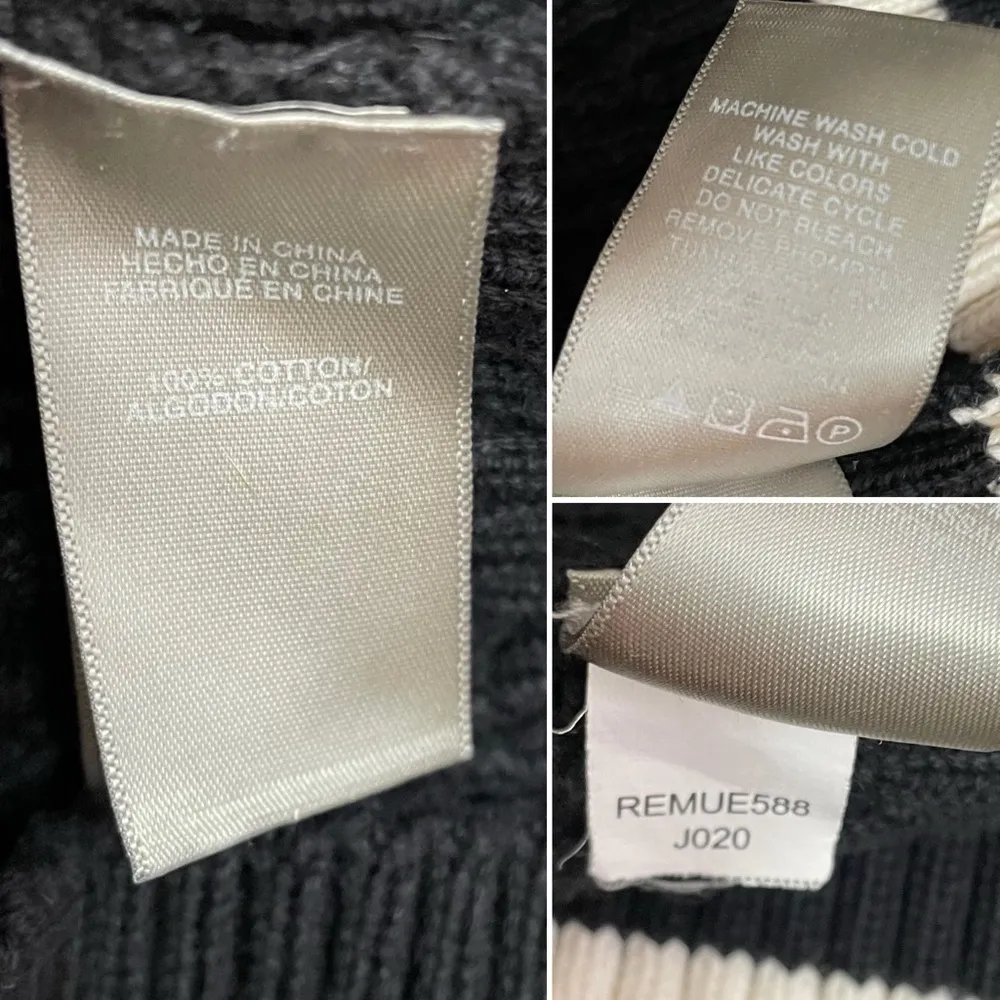 MADE IN CHINA
HECHO EN CHINA
FABRIQUE EN CHINE
100% COTTON/
ALGODON/COTON
MACHINE WASH COLD
WASH WITH
LIKE COLORS
DELICATE CYCLE
DO NOT BLEACH
REMOVE PROMPTLY
P
REMUE588
J020